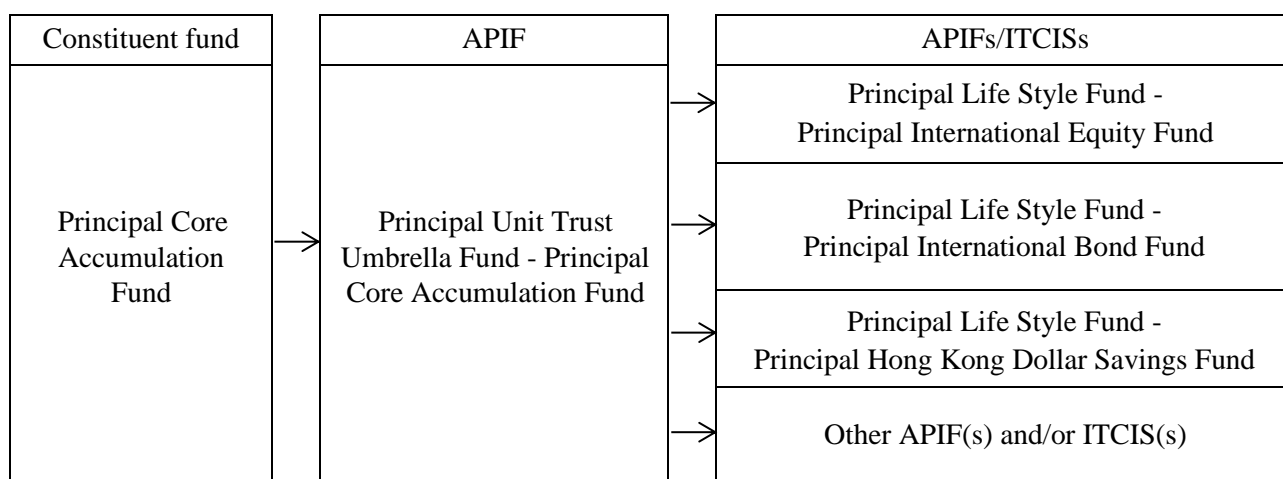 Constituent fund
APIF
APIFs/ITCISs
Principal Core
Accumulation
Fund
Principal Unit Trust
Umbrella Fund - Principal
Core Accumulation Fund
Principal Life Style Fund -
Principal International Equity Fund
Principal Life Style Fund -
Principal International Bond Fund
Principal Life Style Fund -
Principal Hong Kong Dollar Savings Fund
Other APIF(s) and/or ITCIS(s)